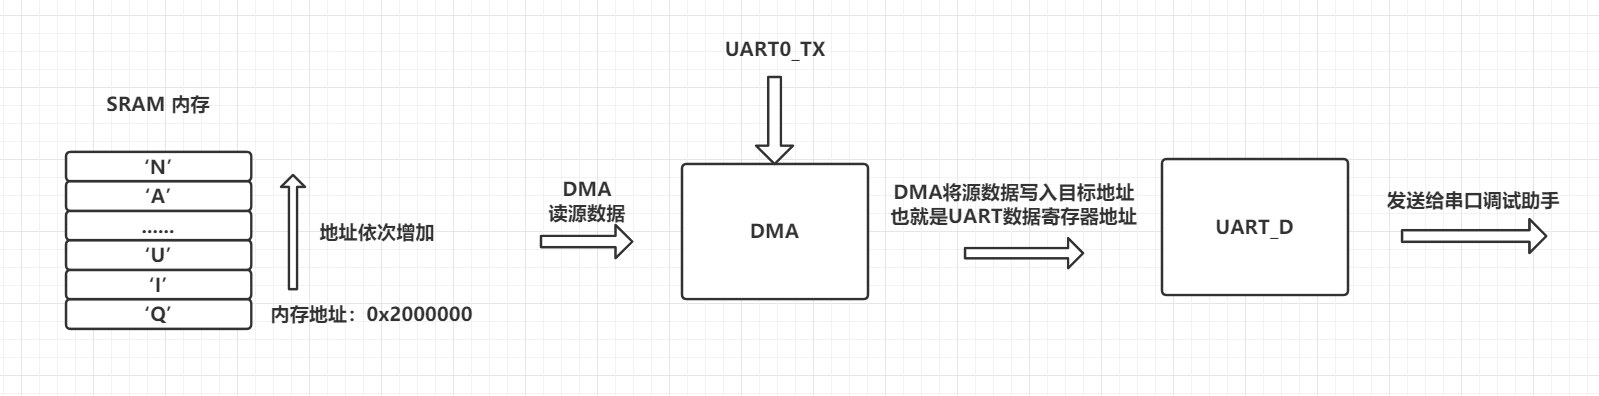 UART0_TX
SRAM 内存
‘N’
‘A’
……
‘U’
‘I’
‘Q’
地址依次增加
内存地址：0x2000000
DMA
读源数据
DMA
DMA将源数据写入目标地址
也就是UART数据寄存器地址
UART_D
发送给串口调试助手